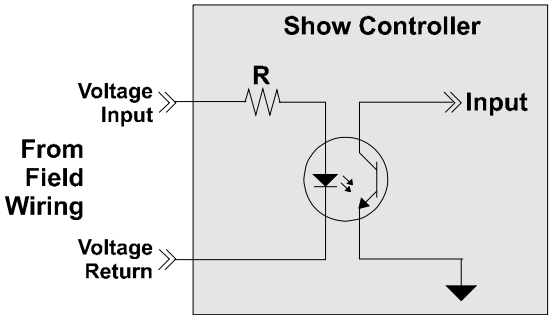 Show Controller
R
Voltage
Input
Input
From
Field
Wiring
Voltage
Return